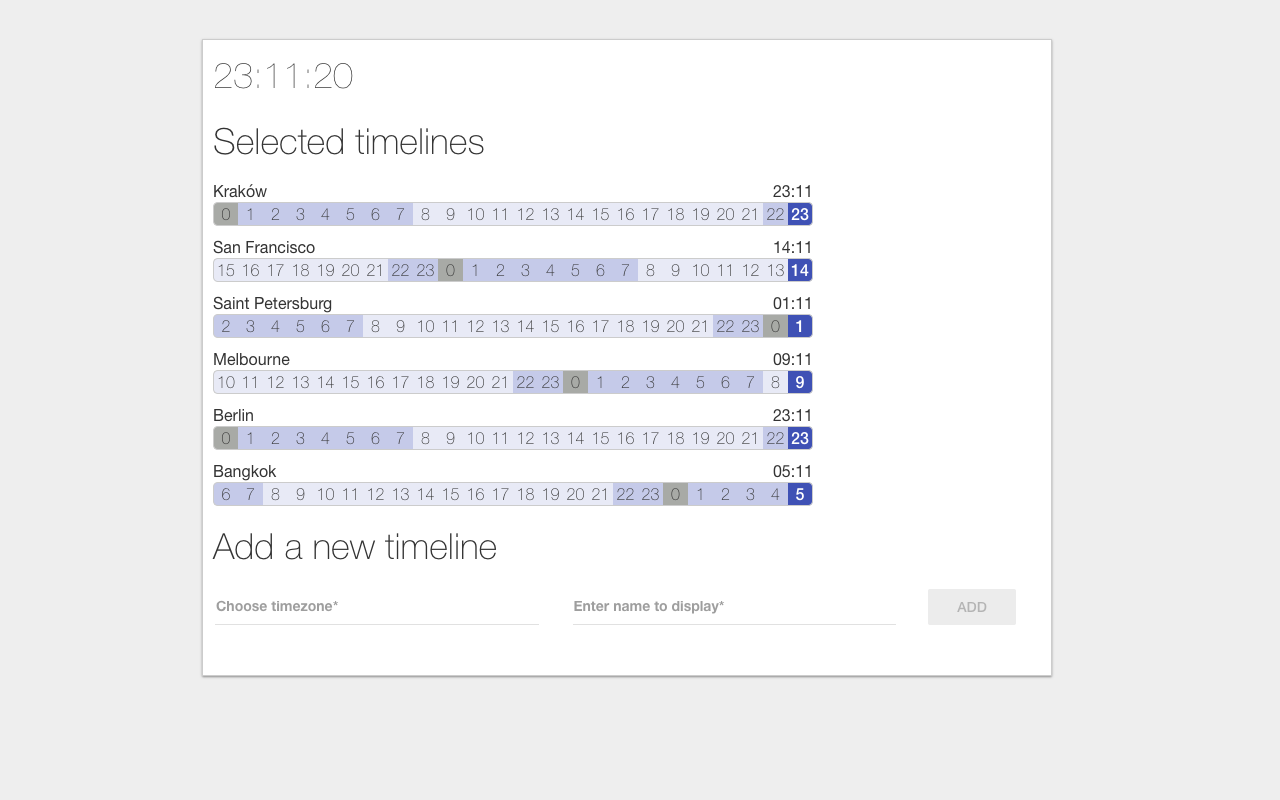 23:11:20
Selected timelines
Kraków 23:11
0 1 2 3 4 5 6 7 8 9 10 11 12 13 14 15 16 17 18 19 20 21 22 23
San Francisco 14:11
15 16 17 18 19 20 21 22 23 0 1 2 3 4 5 6 7 8 9 10 11 12 13 14
Saint Petersburg 01:11
2 3 4 5 6 7 8 9 10 11 12 13 14 15 16 17 18 19 20 21 22 23 0 1
Melbourne 09:11
10 11 12 13 14 15 16 17 18 19 20 21 22 23 0 1 2 3 4 5 6 7 8 9
Berlin 23:11
0 1 2 3 4 5 6 7 8 9 10 11 12 13 14 15 16 17 18 19 20 21 22 23
Bangkok 05:11
6 7 8 9 10 11 12 13 14 15 16 17 18 19 20 21 22 23 0 1 2 3 4 5
Add a new timeline
Choose timezone* Enter name to display* ADD